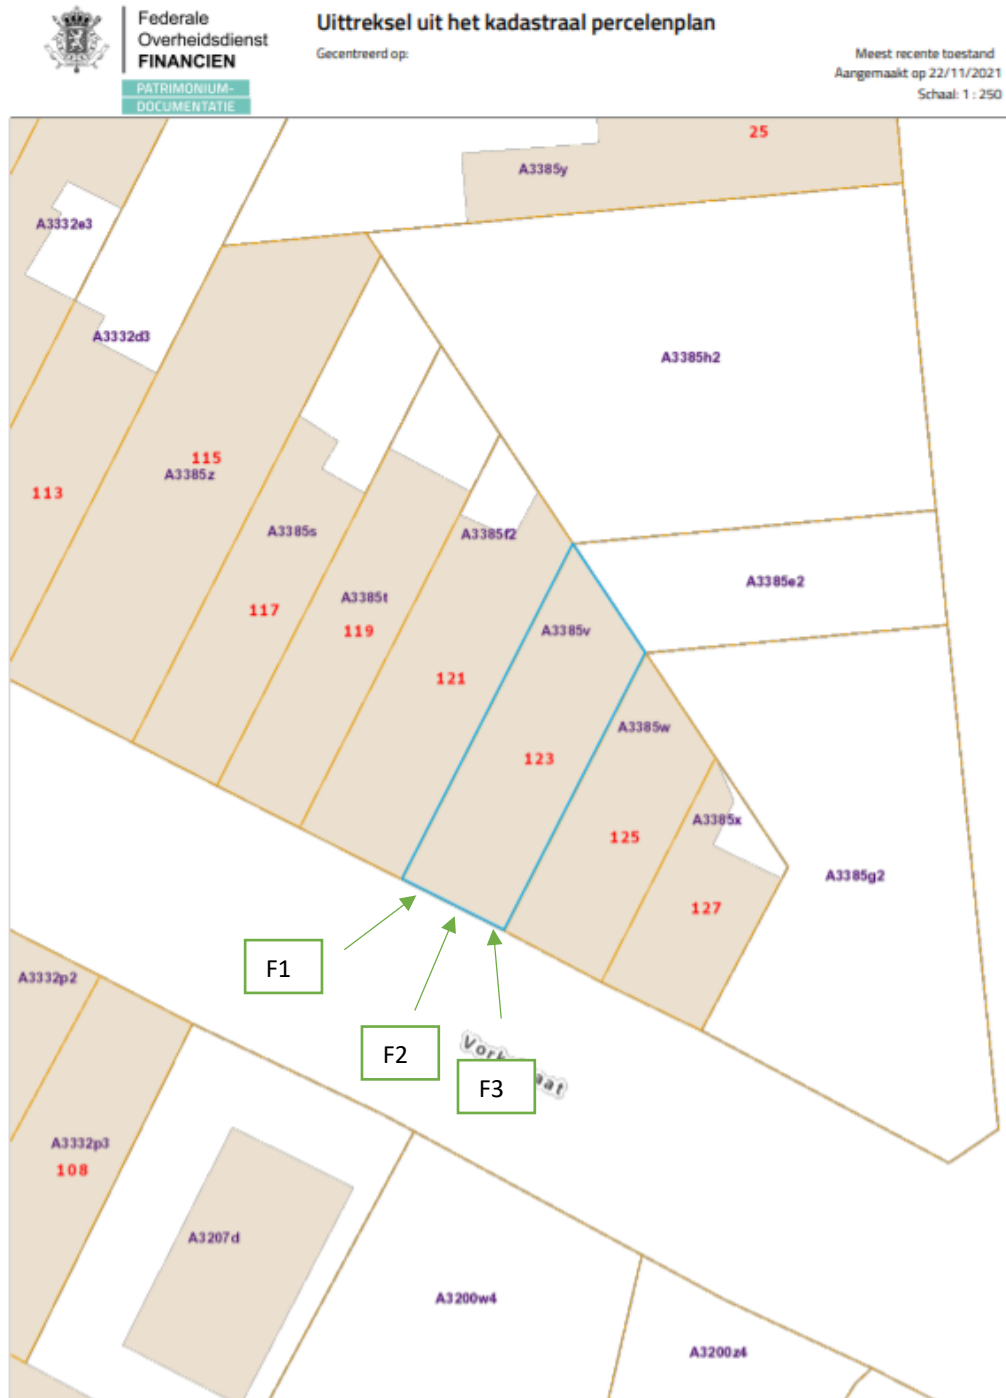 Federale
Overheidsdienst
FINANCIEN
PATRIMONIUM-
DOCUMENTATIE
Uittreksel uit het kadastraal percelenplan
Gecentreerd op:
Meest recente toestand
Aangemaakt op 22/11/2021
Schaal: 1 : 250
25
A3385y
A3332e3
A3332d3
A3385h2
115
A3385z
113
A3385s
A3385f2
A3385e2
A3385t
117
119
A3385v
121
A3385w
123
A3385x
125
A3385g2
127
F1
A3332p2
F2
F3
A3332p3
108
A3207d
A3200w4
A3200z4